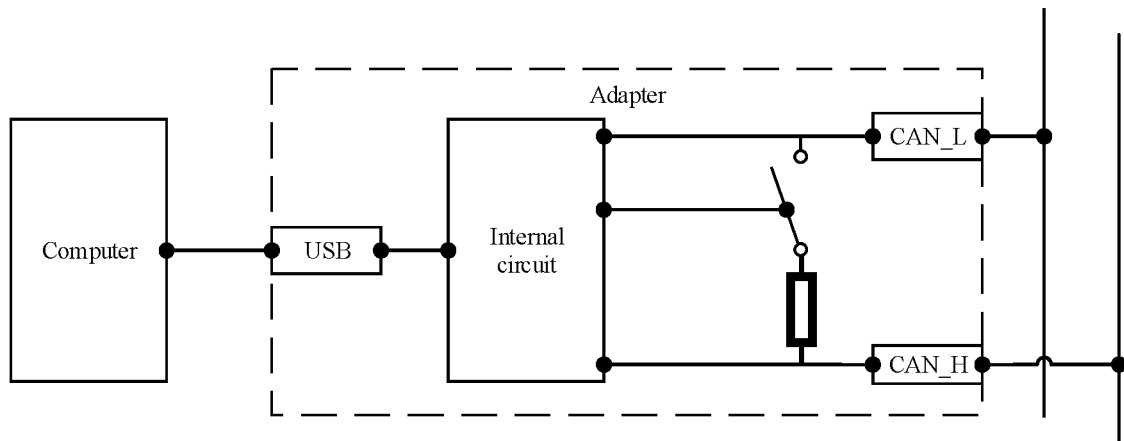 Adapter
CAN_L
Computer
USB
Internal
circuit
CAN_H